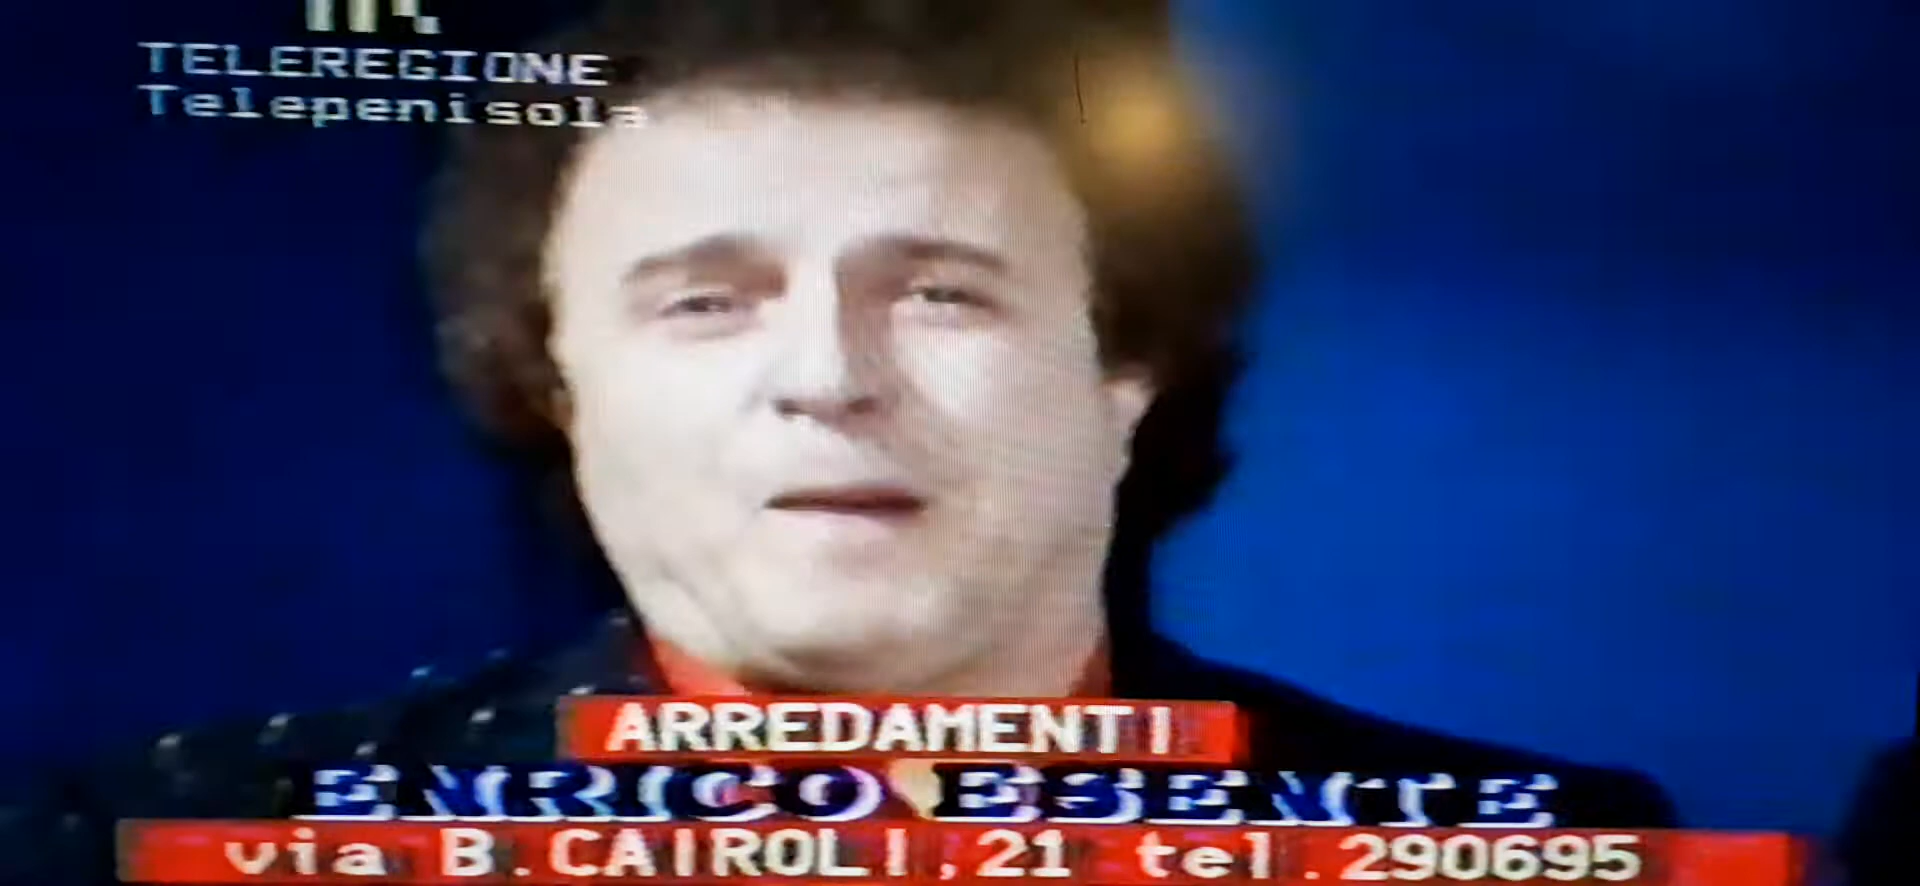 TELEREGIONE
Telepenisola
ARREDAMENTI
ENRICO ESENTE
via B.CAIROLI,21 tel.290695